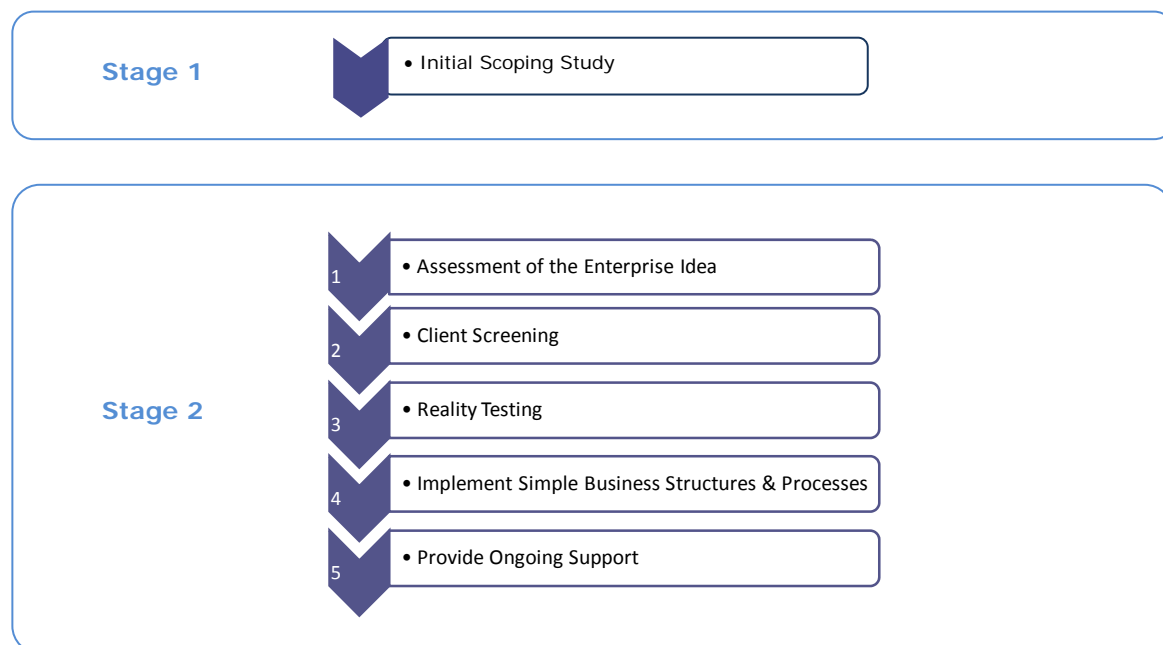 Stage 1
• Initial Scoping Study
Stage 2
1
• Assessment of the Enterprise Idea
2
• Client Screening
3
• Reality Testing
4
• Implement Simple Business Structures & Processes
5
• Provide Ongoing Support